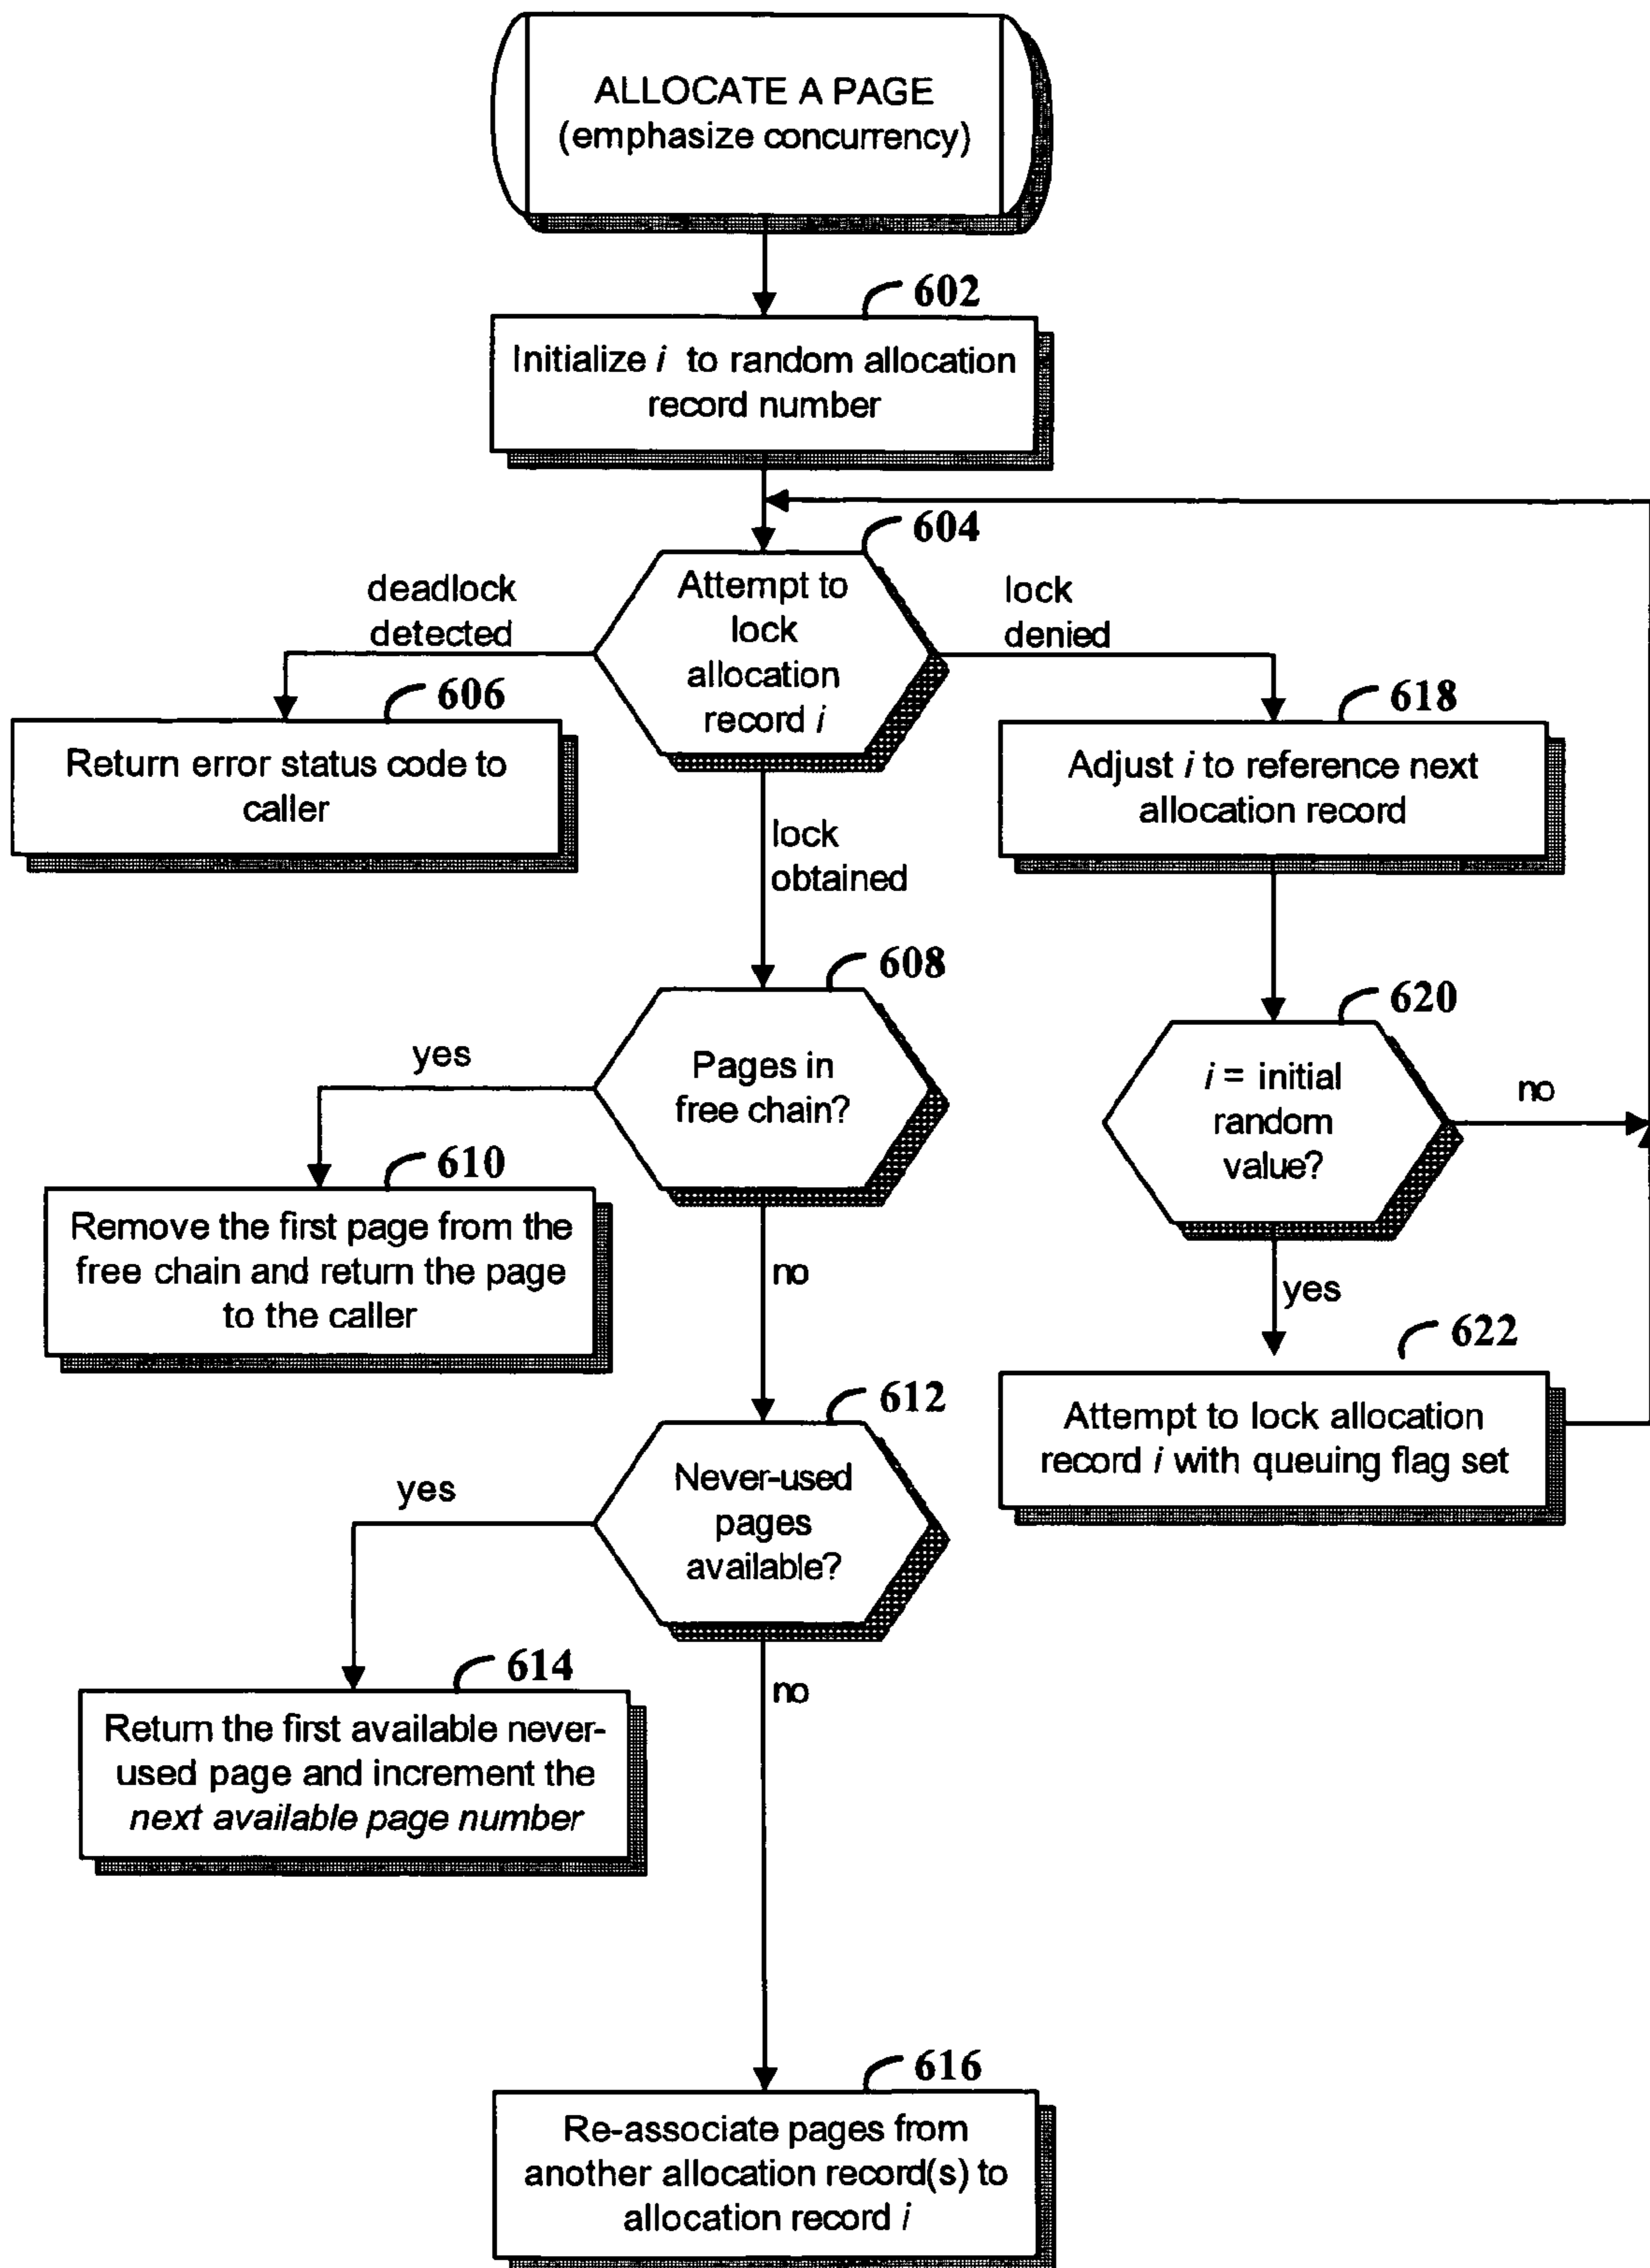 ALLOCATE A PAGE
(emphasize concurrency)
602
Initialize i to random allocation
record number
604
Attempt to
lock
allocation
record i
deadlock
detected
lock
denied
606
Return error status code to
caller
618
Adjust i to reference next
allocation record
lock
obtained
608
Pages in
free chain?
yes
620
i = initial
random
value?
no
610
Remove the first page from the
free chain and return the page
to the caller
no
yes
622
Attempt to lock allocation
record i with queuing flag set
612
Never-used
pages
available?
yes
614
Return the first available never-
used page and increment the
next available page number
no
616
Re-associate pages from
another allocation record(s) to
allocation record i